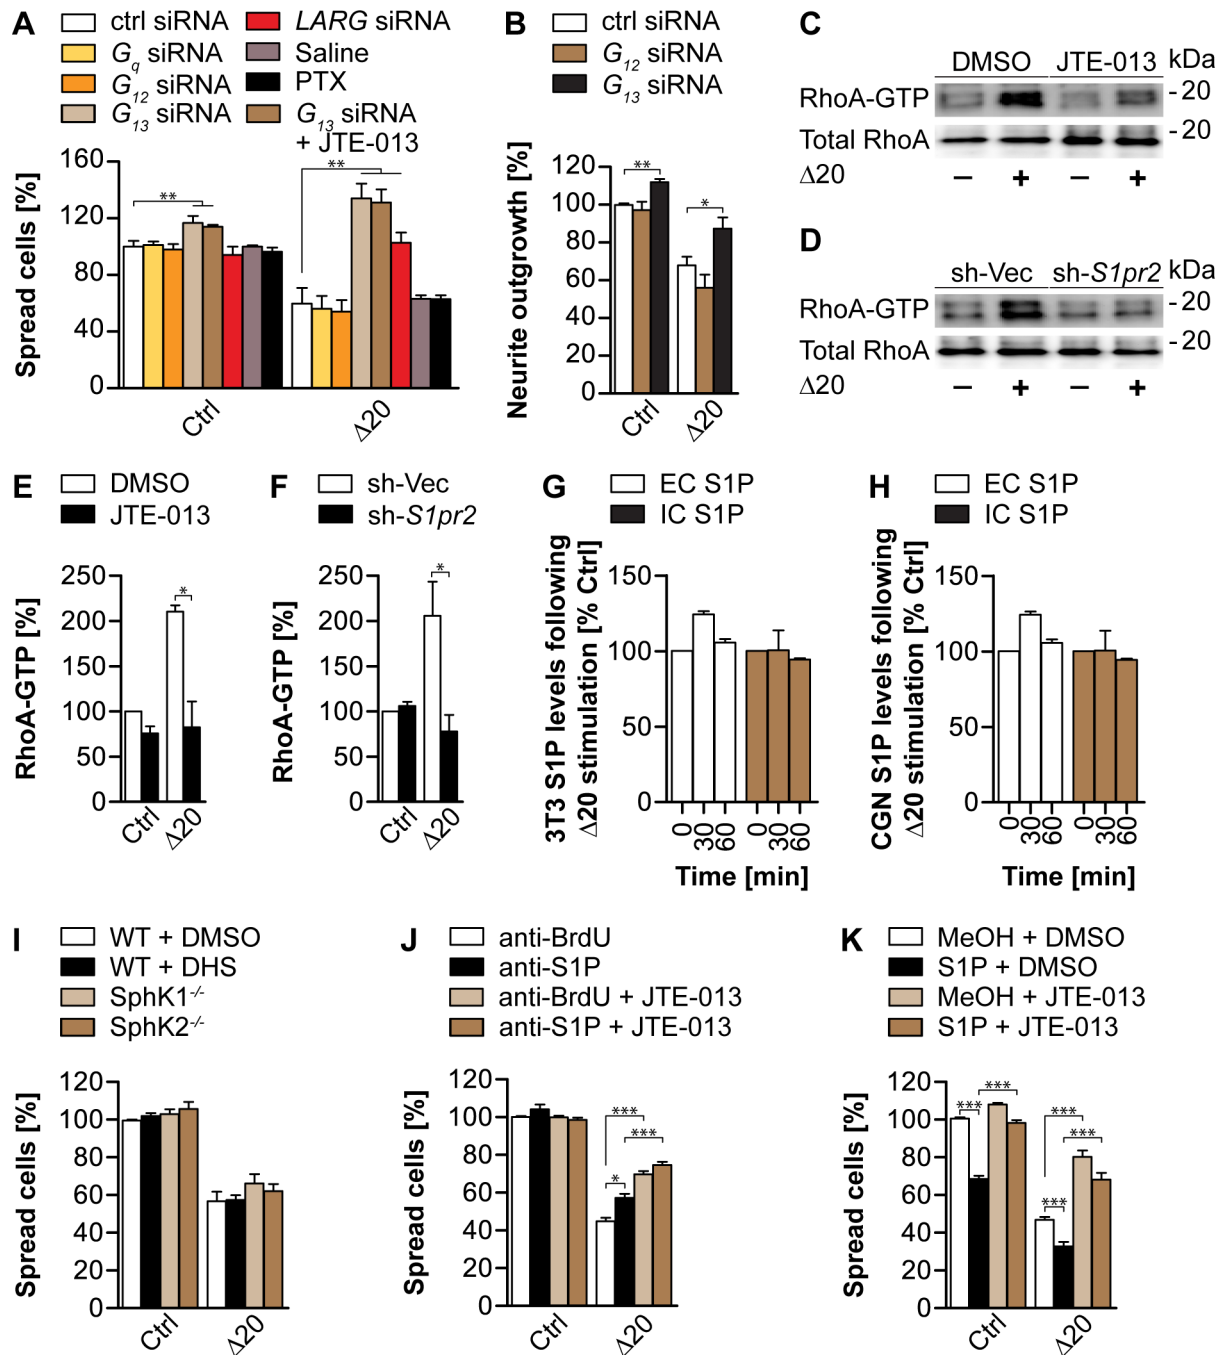 A
ctrl siRNA
Gq siRNA
G12 siRNA
G13 siRNA
LARG siRNA
Saline
PTX
G13 siRNA
+ JTE-013
Spread cells [%]
160
120
80
40
0
**
**
Ctrl
Δ20
B
ctrl siRNA
G12 siRNA
G13 siRNA
Neurite outgrowth [%]
120
100
80
60
40
20
0
**
*
Ctrl
Δ20
C
DMSO JTE-013 kDa
RhoA-GTP -20
Total RhoA -20
Δ20 − + − +
D
sh-Vec sh-S1pr2 kDa
RhoA-GTP -20
Total RhoA -20
Δ20 − + − +
E
DMSO
JTE-013
RhoA-GTP [%]
250
200
150
100
50
0
*
Ctrl
Δ20
F
sh-Vec
sh-S1pr2
RhoA-GTP [%]
250
200
150
100
50
0
*
Ctrl
Δ20
G
EC S1P
IC S1P
3T3 S1P levels following
Δ20 stimulation [% Ctrl]
150
100
50
0
0 30 60 0 30 60
Time [min]
H
EC S1P
IC S1P
CGN S1P levels following
Δ20 stimulation [% Ctrl]
150
100
50
0
0 30 60 0 30 60
Time [min]
I
WT + DMSO
WT + DHS
SphK1-/-
SphK2-/-
Spread cells [%]
120
100
80
60
40
20
0
Ctrl
Δ20
J
anti-BrdU
anti-S1P
anti-BrdU + JTE-013
anti-S1P + JTE-013
Spread cells [%]
120
100
80
60
40
20
0
***
***
*
Ctrl
Δ20
K
MeOH + DMSO
S1P + DMSO
MeOH + JTE-013
S1P + JTE-013
Spread cells [%]
120
100
80
60
40
20
0
***
***
***
***
***
Ctrl
Δ20